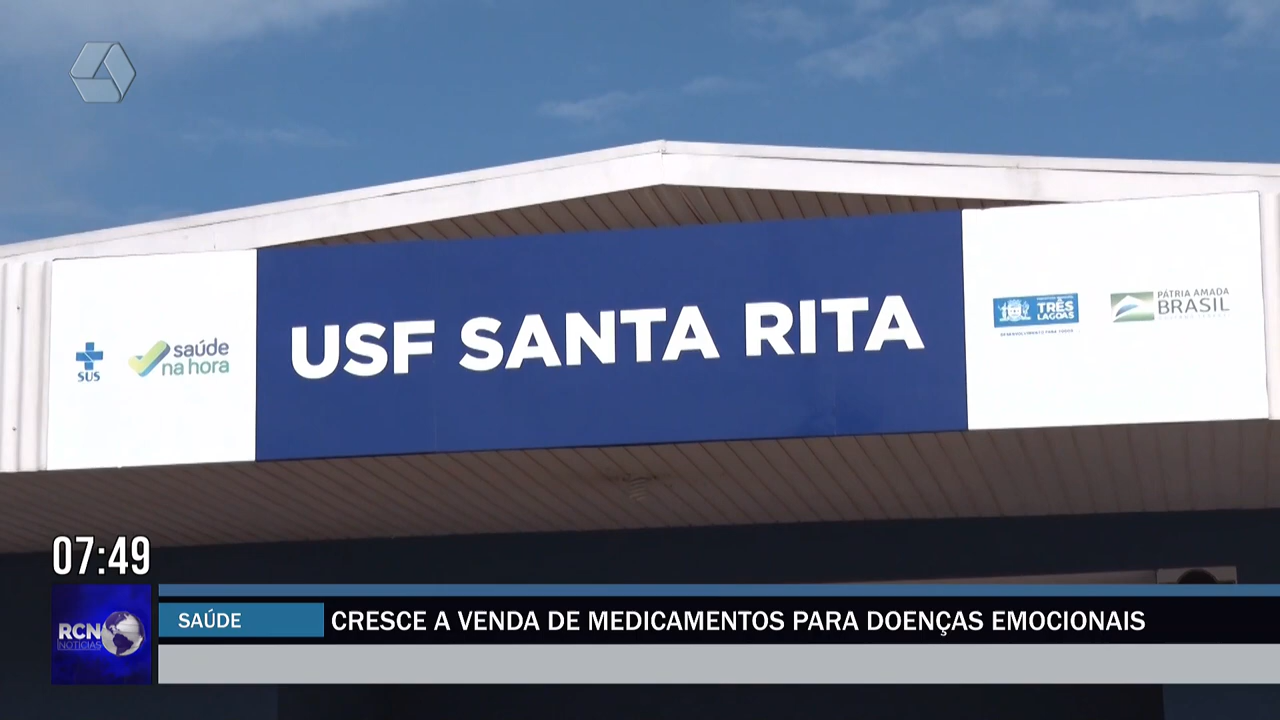 USF SANTA RITA
SUS
saúde
na hora
TRÊS
LAGOAS
PÁTRIA AMADA
BRASIL
07:49
RCN
NOTÍCIAS
SAÚDE
CRESCE A VENDA DE MEDICAMENTOS PARA DOENÇAS EMOCIONAIS